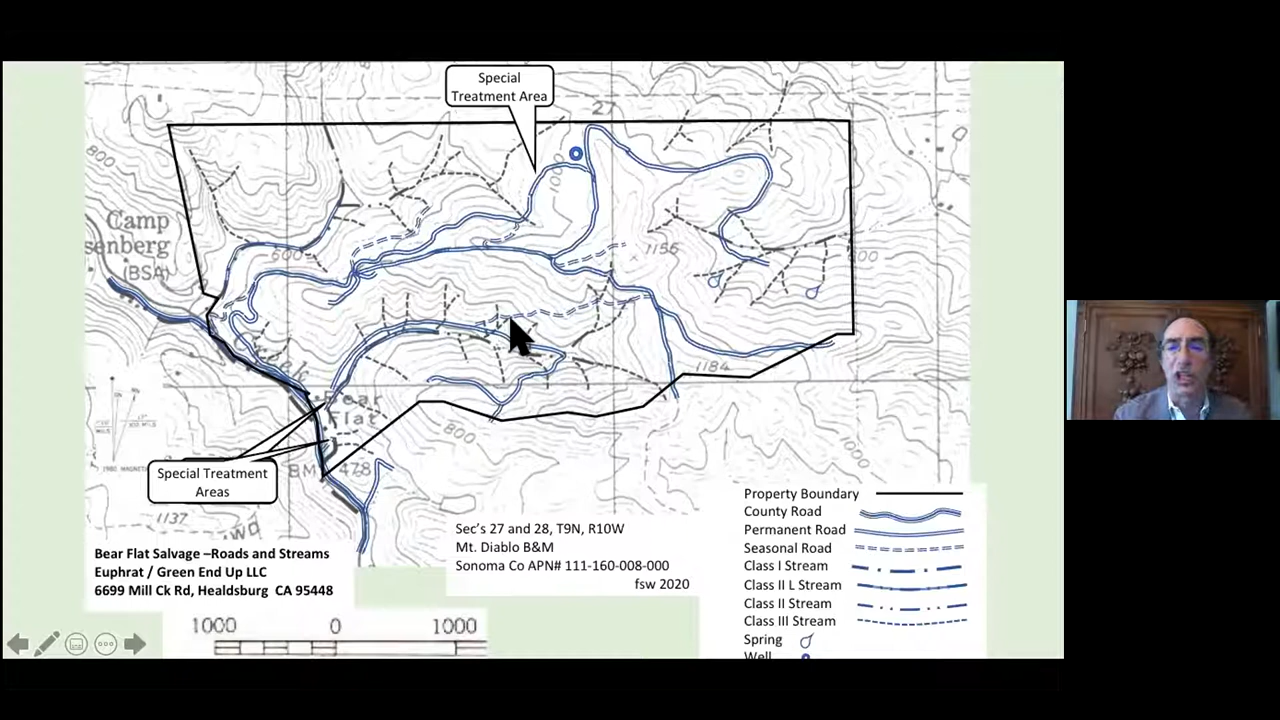 Special
Treatment Area
27
800
1000
Camp
senberg
(BSA)
600
1156
800
1184
Creek
Bear
Flat
800
1000
BM
478
Special Treatment
Areas
1137
Property Boundary
County Road
Permanent Road
Seasonal Road
Class I Stream
Class II L Stream
Class II Stream
Class III Stream
Spring
Well
Sec's 27 and 28, T9N, R10W
Mt. Diablo B&M
Sonoma Co APN# 111-160-008-000
fsw 2020
Bear Flat Salvage –Roads and Streams
Euphrat / Green End Up LLC
6699 Mill Ck Rd, Healdsburg CA 95448
1000 0 1000